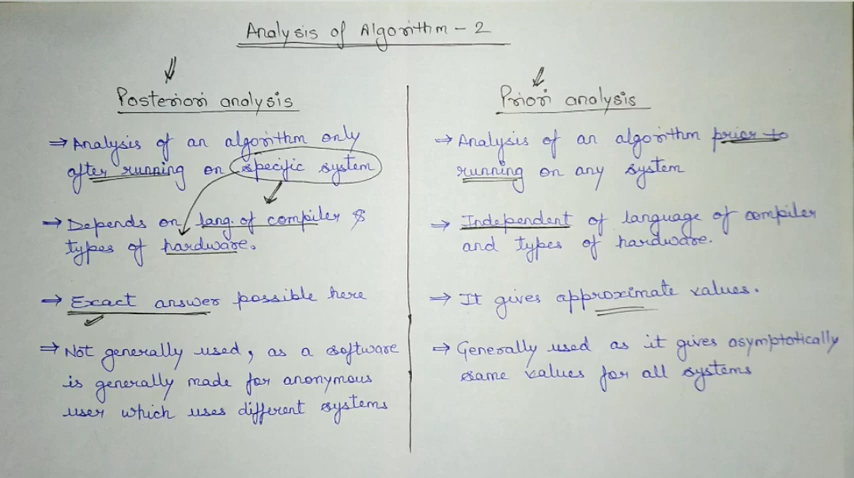 Analysis of Algorithm - 2
Posteriori analysis
⇒ Analysis of an algorithm only
after running on specific system
⇒ Depends on lang. of compiler &
types of hardware.
⇒ Exact answer possible here
⇒ Not generally used, as a software
is generally made for anonymous
user which uses different systems
Priori analysis
⇒ Analysis of an algorithm prior to
running on any system
⇒ Independent of language of compiler
and types of hardware.
⇒ It gives approximate values.
⇒ Generally used as it gives asymptotically
same values for all systems